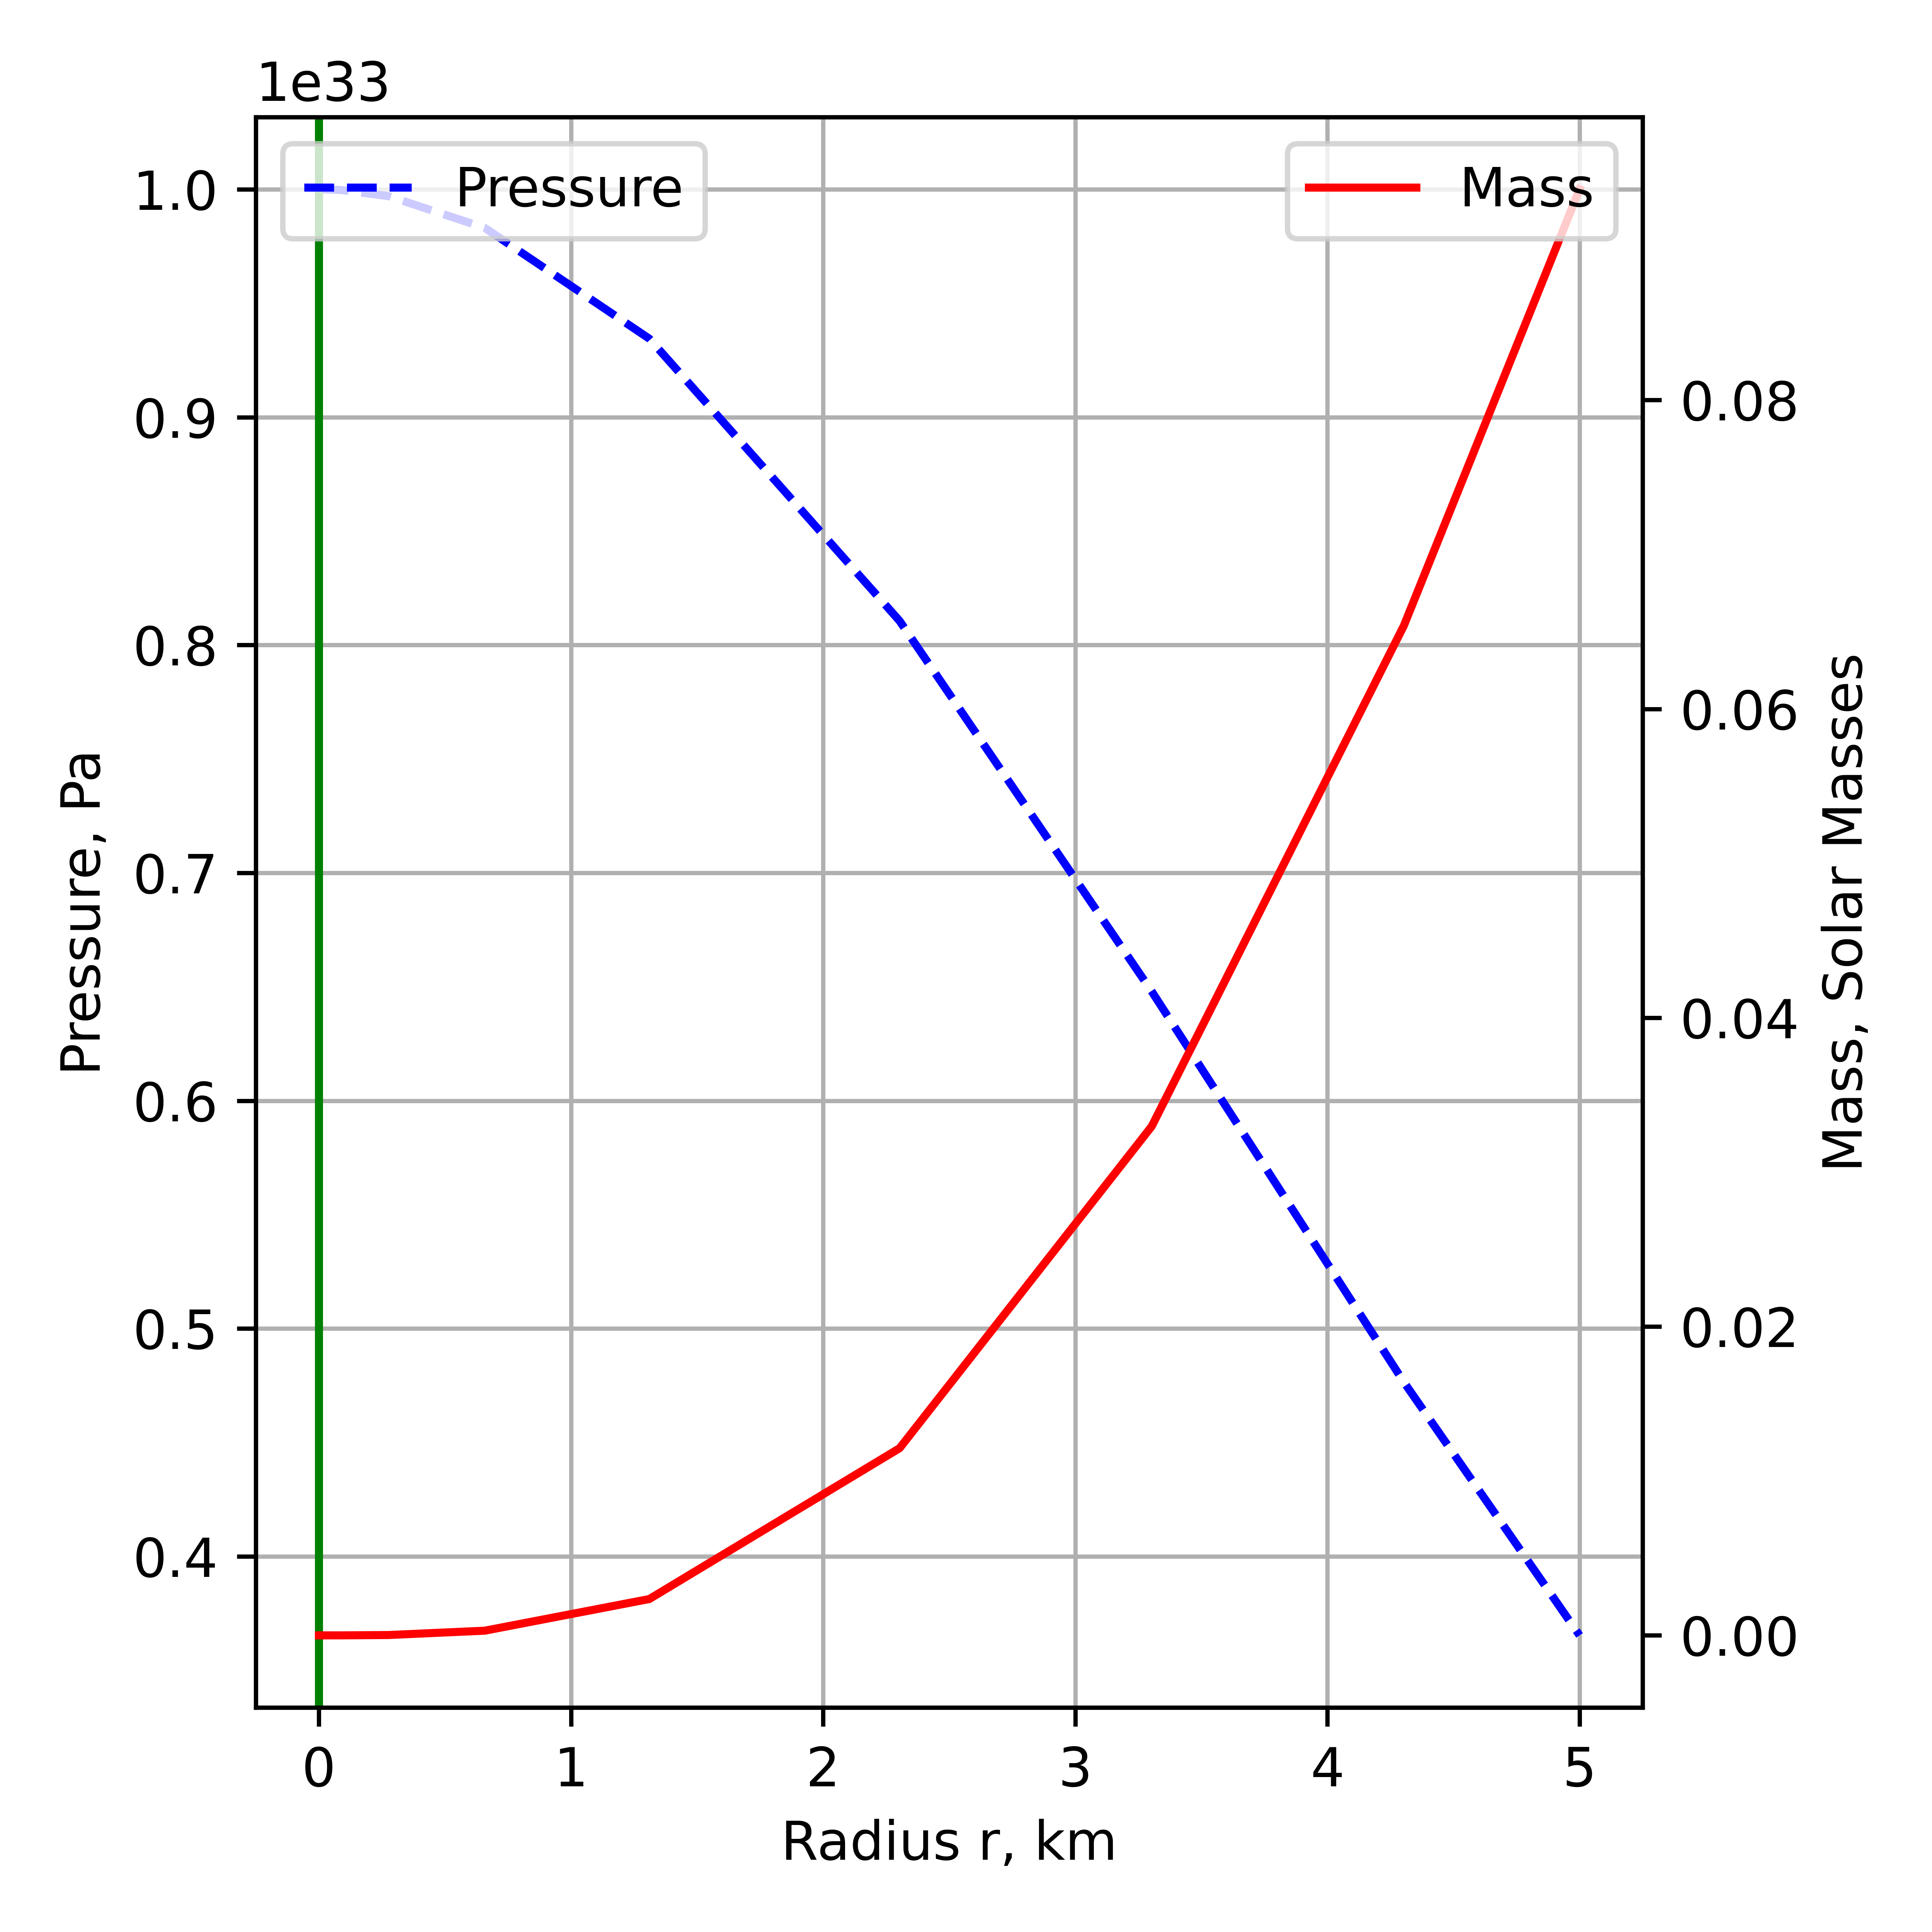 1e33
Pressure
Mass
1.0
0.9
0.8
0.7
0.6
0.5
0.4
Pressure, Pa
0.08
0.06
0.04
0.02
0.00
Mass, Solar Masses
0 1 2 3 4 5
Radius r, km